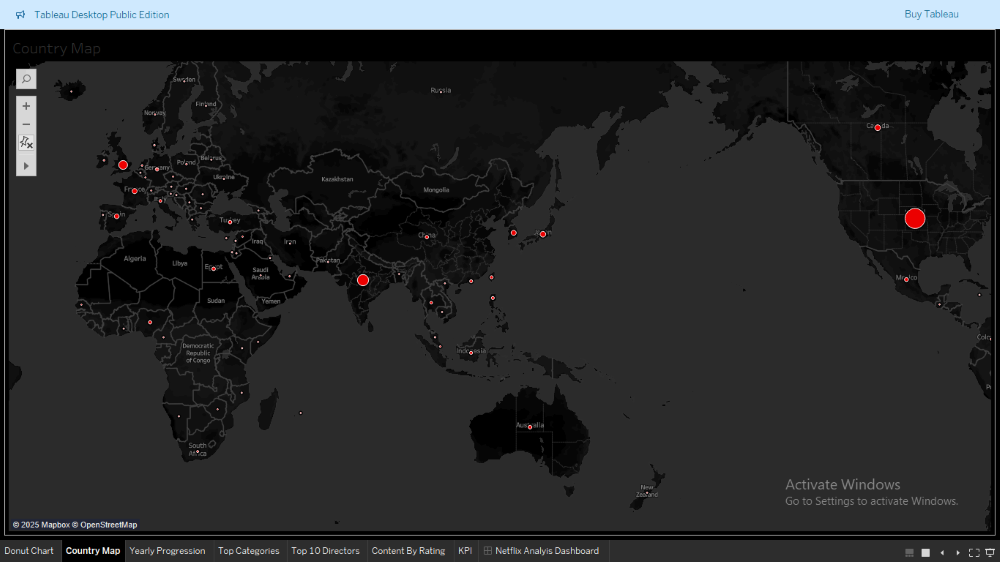 Tableau Desktop Public Edition
Buy Tableau
Country Map
Sweden
Russia
Finland
Norway
Canada
Belarus
Poland
Germany
Ukraine
Kazakhstan
Mongolia
France
Spain
Turkey
China
Japan
Iraq
Iran
Algeria
Libya
Egypt
Pakistan
Saudi
Arabia
Mexico
Sudan
Yemen
Democratic
Republic
of Congo
Indonesia
Australia
South
Africa
New
Zealand
Activate Windows
Go to Settings to activate Windows.
© 2025 Mapbox © OpenStreetMap
Donut Chart
Country Map
Yearly Progression
Top Categories
Top 10 Directors
Content By Rating
KPI
Netflix Analyis Dashboard